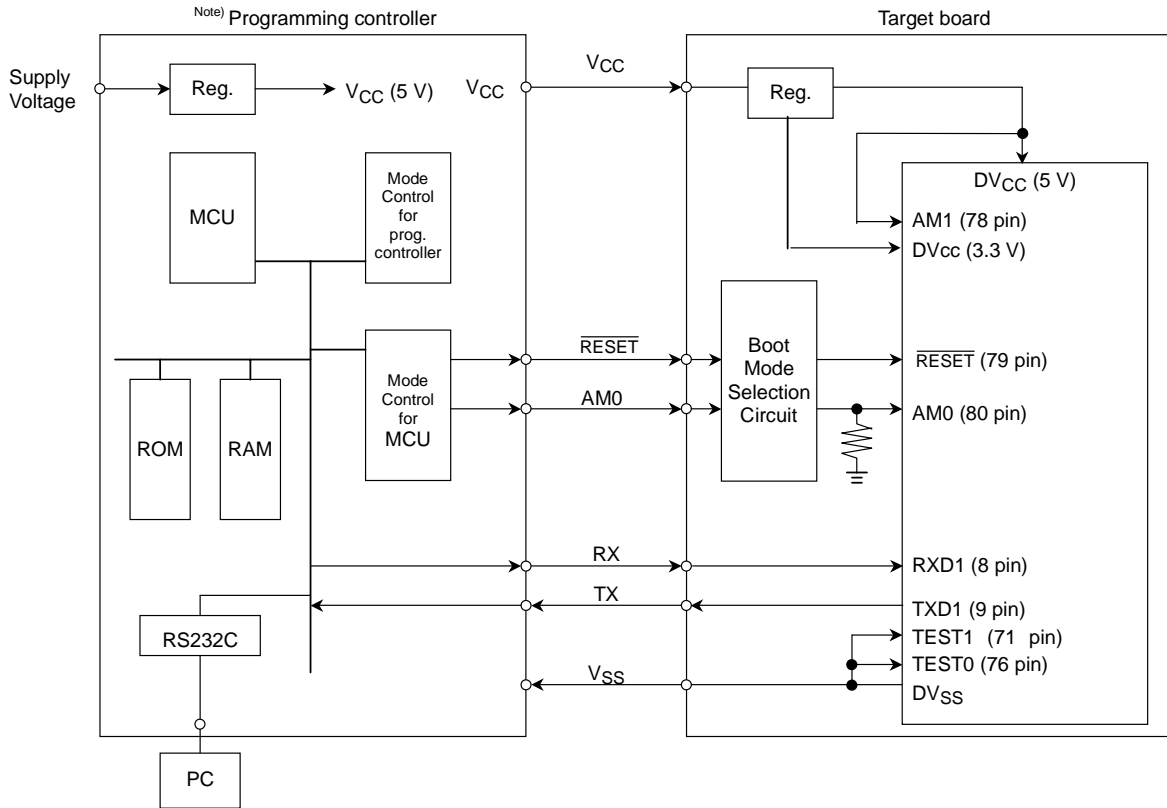 Note) Programming controller
Target board
Supply
Voltage
Reg.
VCC (5 V)
VCC
VCC
Reg.
MCU
Mode
Control
for
prog.
controller
DVCC (5 V)
AM1 (78 pin)
DVcc (3.3 V)
Mode
Control
for
MCU
RESET
AM0
Boot
Mode
Selection
Circuit
RESET (79 pin)
AM0 (80 pin)
ROM
RAM
RX
TX
RXD1 (8 pin)
TXD1 (9 pin)
TEST1 (71 pin)
TEST0 (76 pin)
DVSS
RS232C
VSS
PC